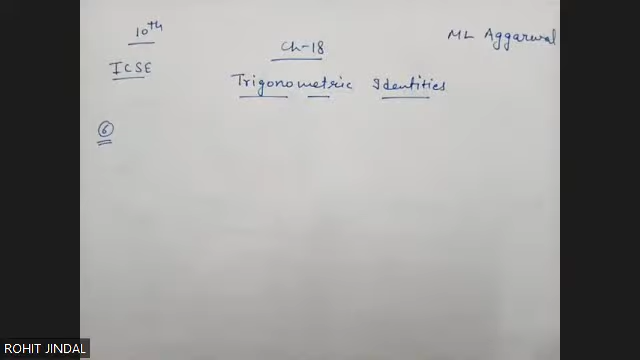 10th
Ch-18
ML Aggarwal
ICSE
Trigonometric Identities
6
ROHIT JINDAL